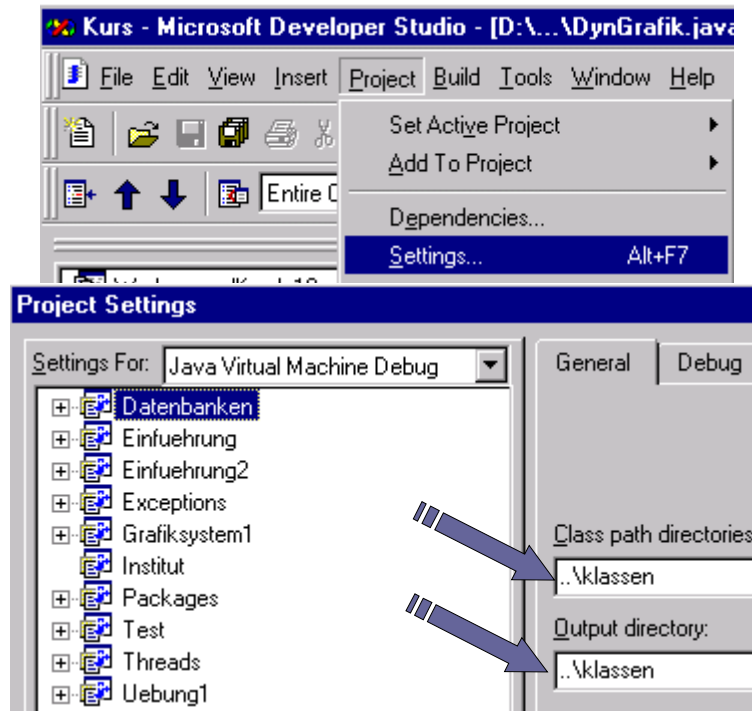 Kurs - Microsoft Developer Studio - [D:\...\DynGrafik.java
File Edit View Insert Project Build Tools Window Help
Set Active Project
Add To Project
Entire
Dependencies...
Settings... Alt+F7
Project Settings
Settings For: Java Virtual Machine Debug
General Debug
Datenbanken
Einfuehrung
Einfuehrung2
Exceptions
Grafiksystem1
Institut
Packages
Test
Threads
Uebung1
Class path directories
..\klassen
Output directory:
..\klassen